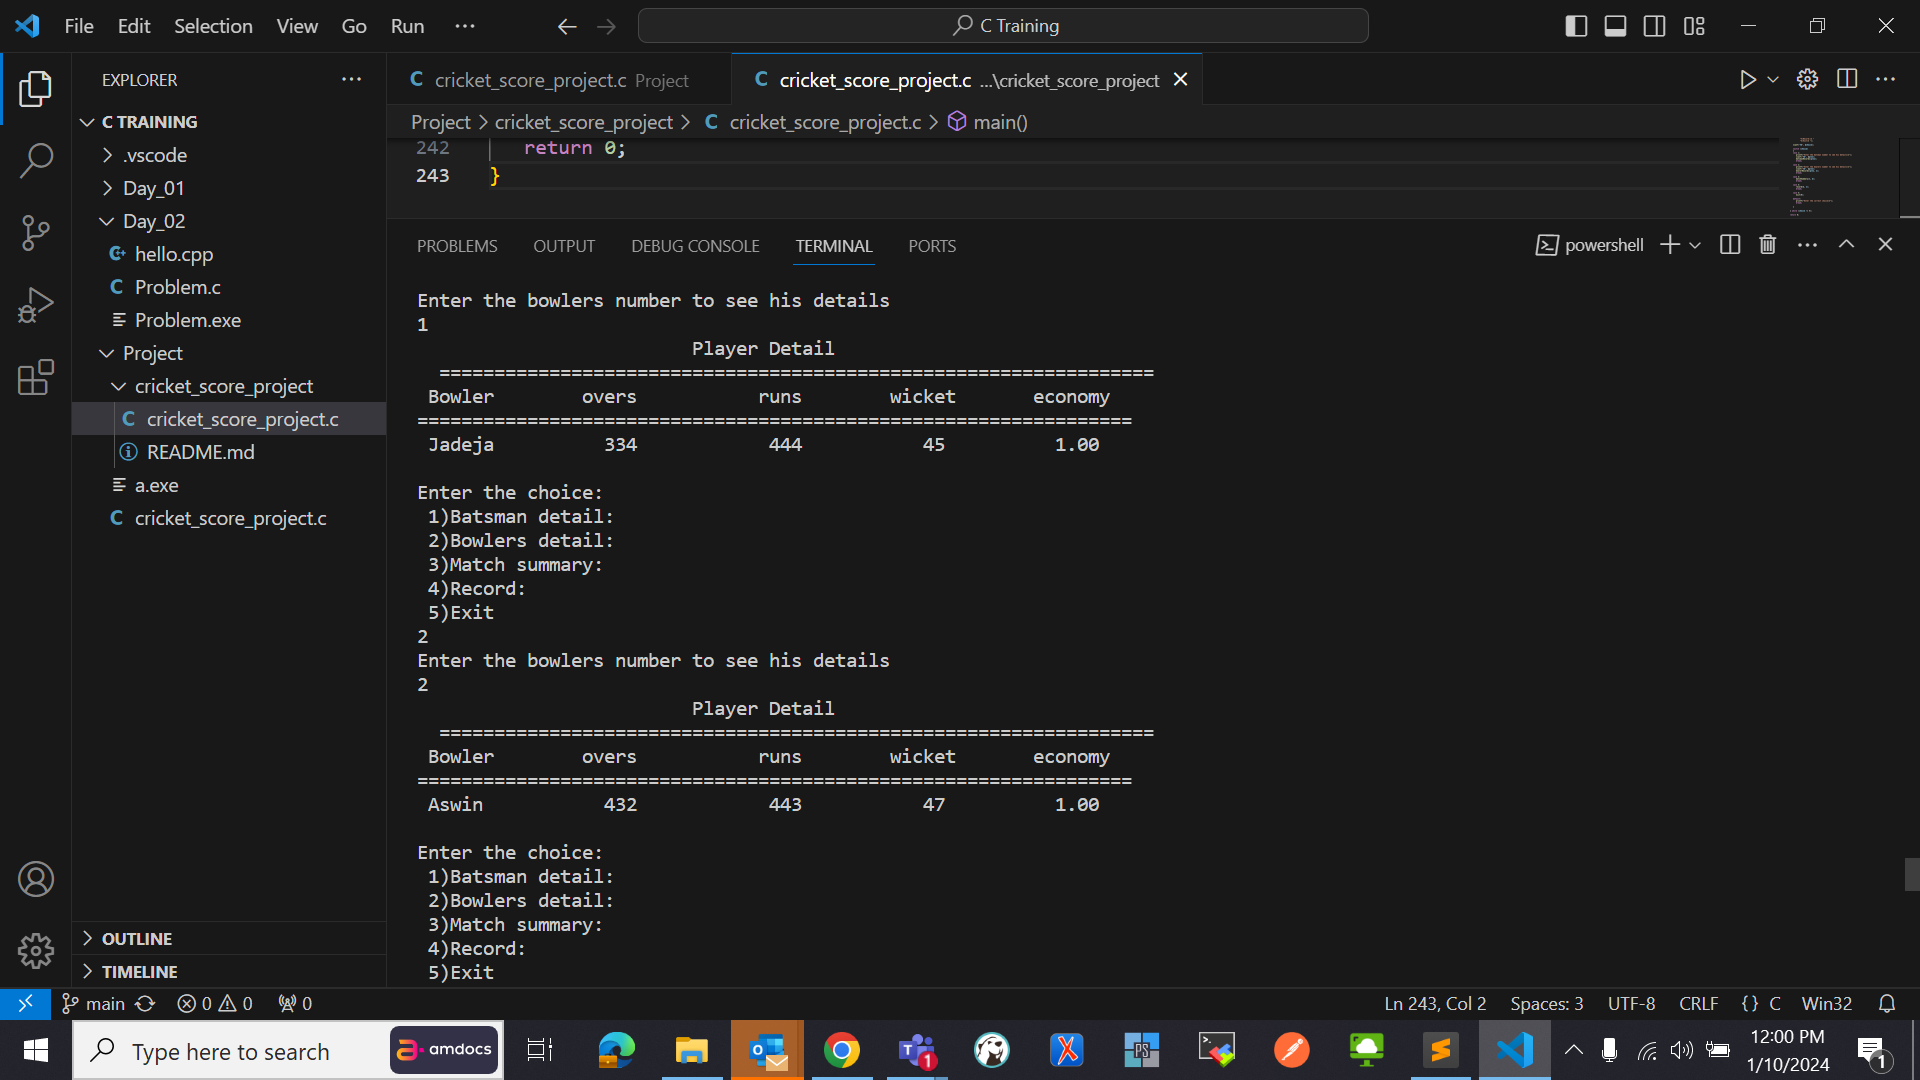 File Edit Selection View Go Run ···
C Training
EXPLORER
C TRAINING
.vscode
Day_01
Day_02
hello.cpp
Problem.c
Problem.exe
Project
cricket_score_project
cricket_score_project.c
README.md
a.exe
cricket_score_project.c
OUTLINE
TIMELINE
cricket_score_project.c Project
cricket_score_project.c ...\cricket_score_project
Project > cricket_score_project > C cricket_score_project.c > main()
242 return 0;
243 }
PROBLEMS OUTPUT DEBUG CONSOLE TERMINAL PORTS
powershell
Enter the bowlers number to see his details
1
Player Detail
=================================================================
Bowler overs runs wicket economy
=================================================================
Jadeja 334 444 45 1.00
Enter the choice:
1)Batsman detail:
2)Bowlers detail:
3)Match summary:
4)Record:
5)Exit
2
Enter the bowlers number to see his details
2
Player Detail
=================================================================
Bowler overs runs wicket economy
=================================================================
Aswin 432 443 47 1.00
Enter the choice:
1)Batsman detail:
2)Bowlers detail:
3)Match summary:
4)Record:
5)Exit
main 0 0 0
Ln 243, Col 2 Spaces: 3 UTF-8 CRLF {} C Win32
Type here to search
amdocs
12:00 PM
1/10/2024
1